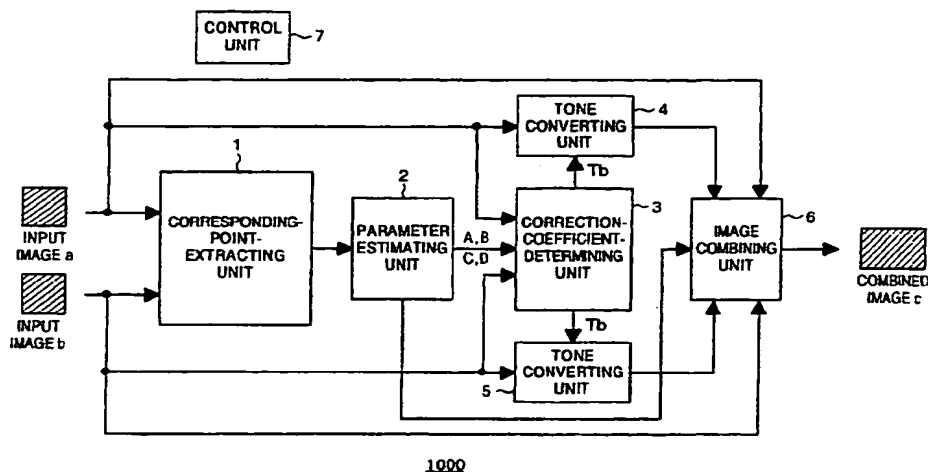 CONTROL
UNIT
7
TONE
CONVERTING
UNIT
4
1
2
Tb
INPUT
IMAGE a
CORRESPONDING-
POINT-
EXTRACTING
UNIT
PARAMETER
ESTIMATING
UNIT
A,B
C,D
CORRECTION-
COEFFICIENT-
DETERMINING
UNIT
3
IMAGE
COMBINING
UNIT
6
COMBINED
IMAGE c
INPUT
IMAGE b
Tb
TONE
CONVERTING
UNIT
5
1000